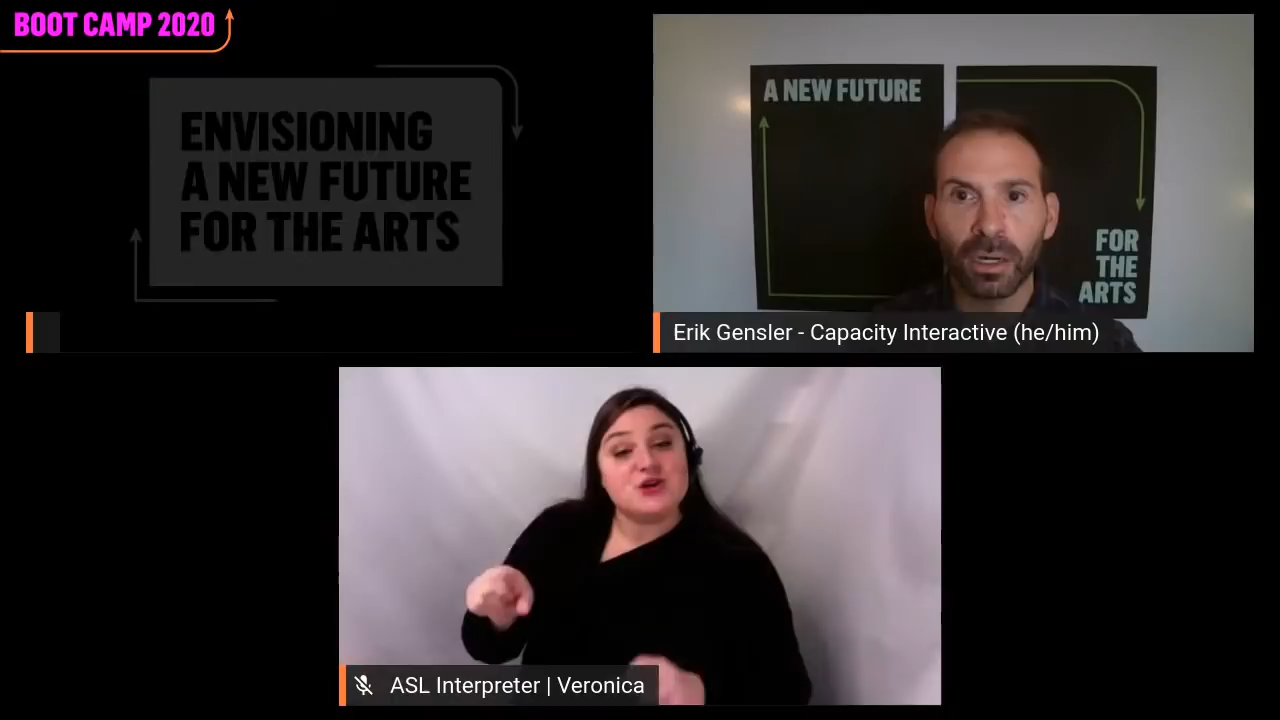 BOOT CAMP 2020
ENVISIONING
A NEW FUTURE
FOR THE ARTS
A NEW FUTURE
FOR
THE
ARTS
Erik Gensler - Capacity Interactive (he/him)
ASL Interpreter | Veronica